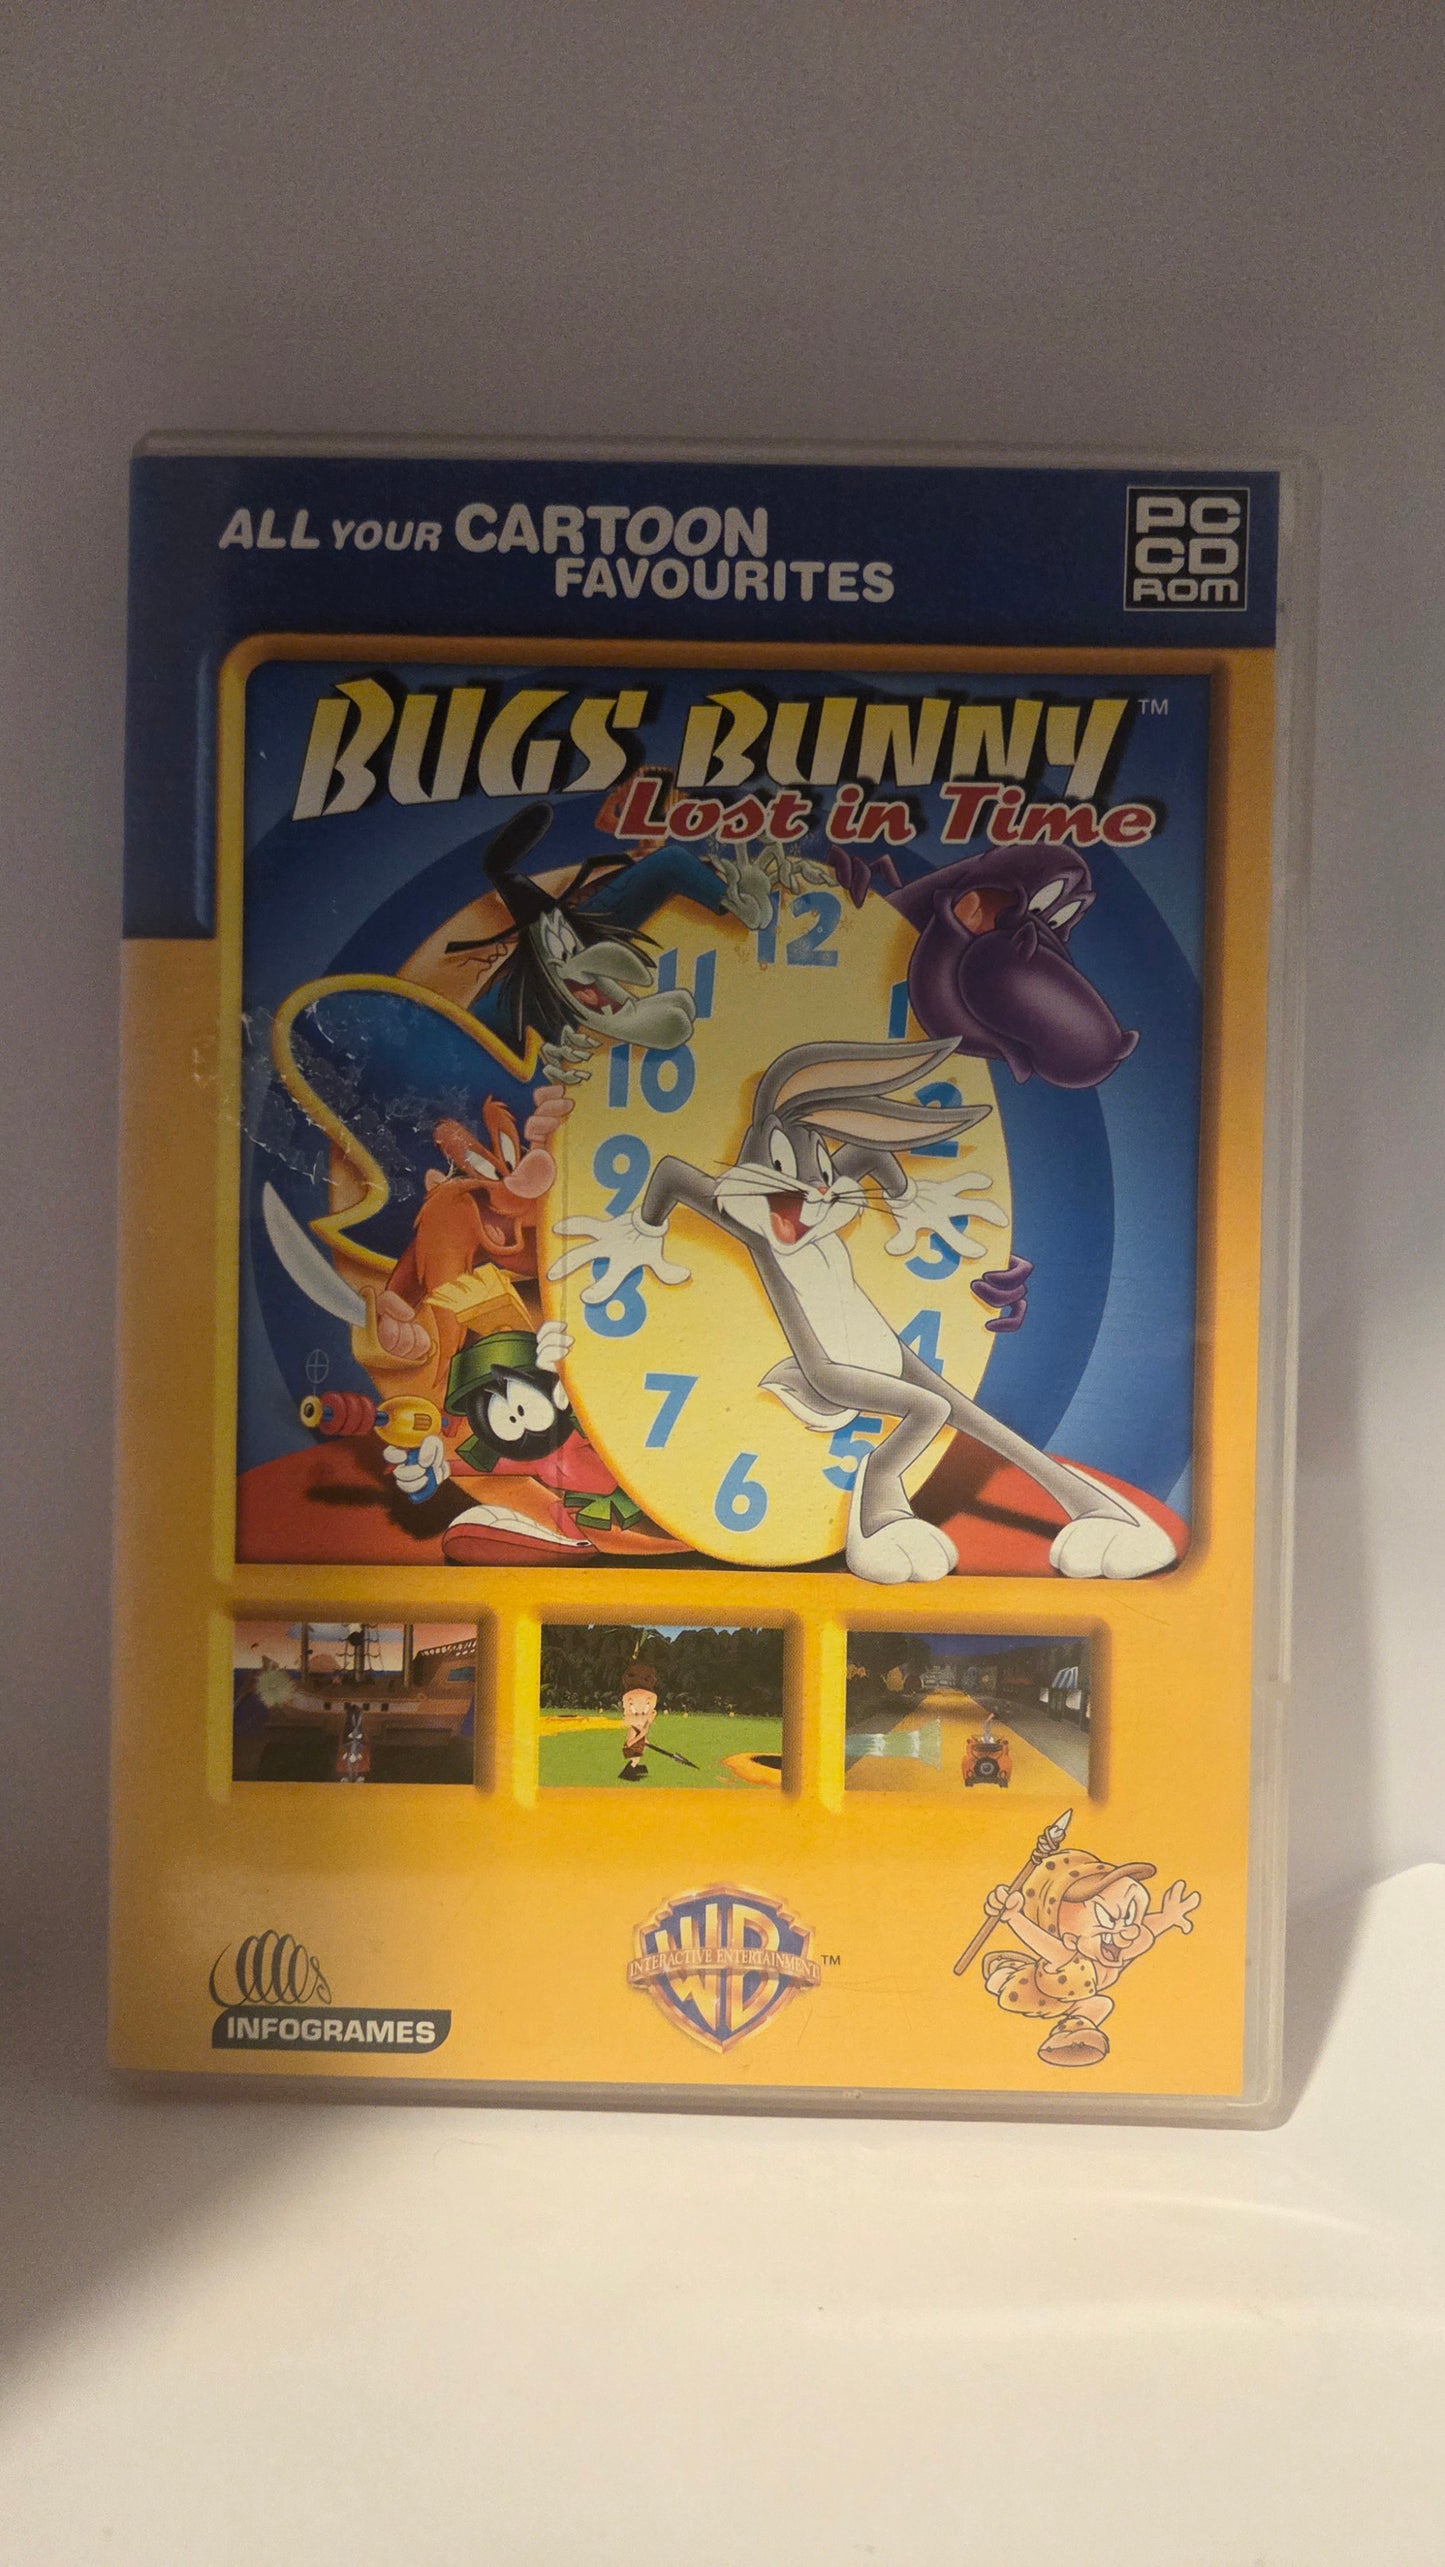 ALL YOUR CARTOON
FAVOURITES
PC
CD
ROM
BUGS BUNNY™
Lost in Time
12
11
1
10
2
9
3
8
4
7
5
6
INFOGRAMES
WB
INTERACTIVE ENTERTAINMENT™